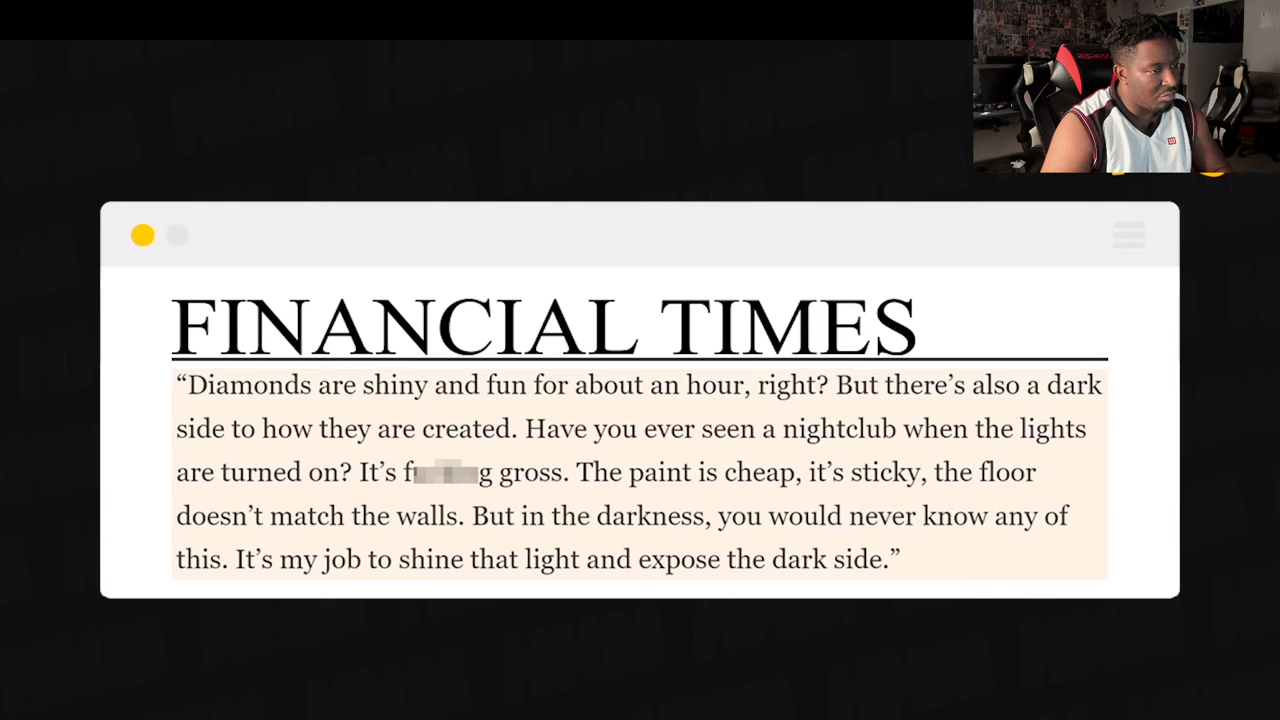 FINANCIAL TIMES
“Diamonds are shiny and fun for about an hour, right? But there’s also a dark
side to how they are created. Have you ever seen a nightclub when the lights
are turned on? It’s f g gross. The paint is cheap, it’s sticky, the floor
doesn’t match the walls. But in the darkness, you would never know any of
this. It’s my job to shine that light and expose the dark side.”